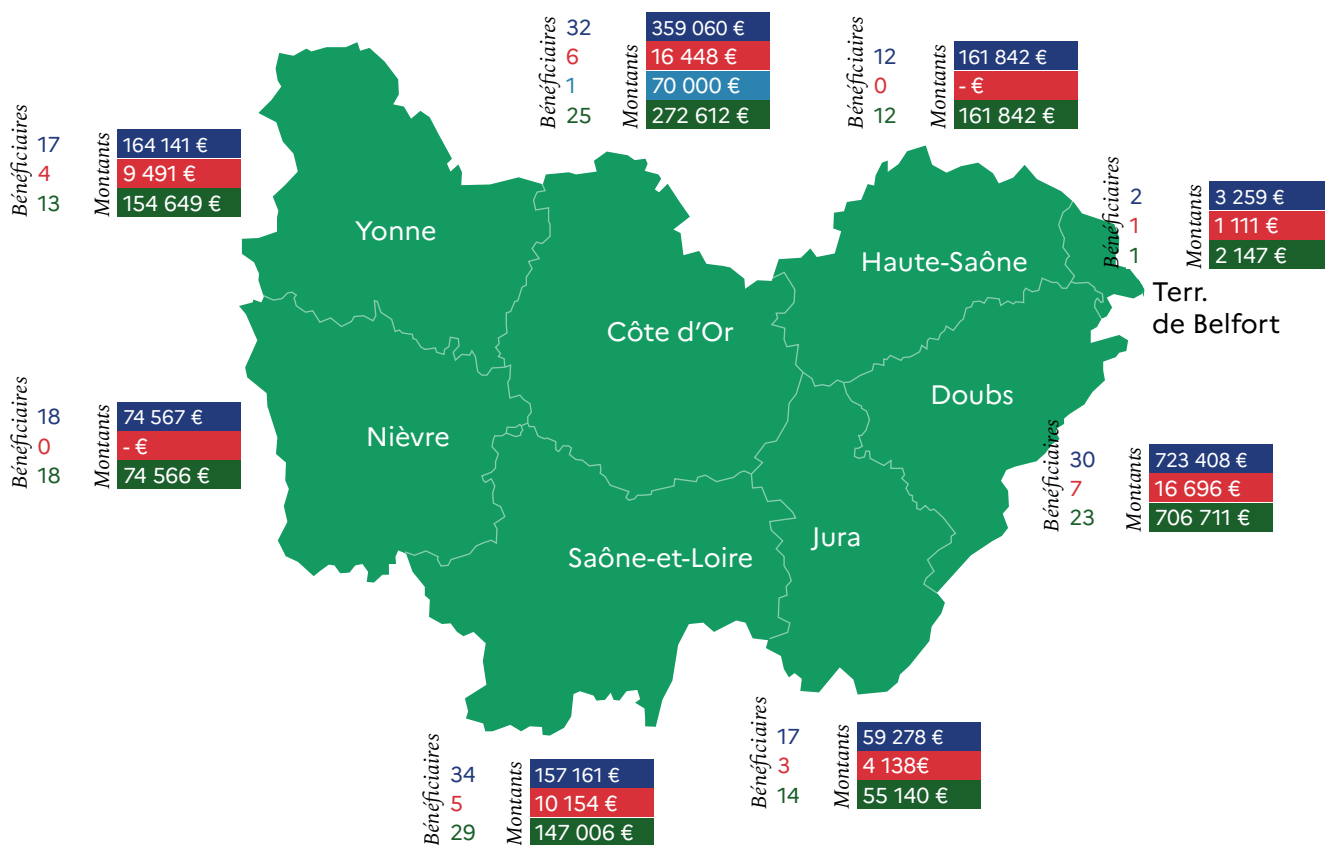 Bénéficiaires
32
6
1
25
Montants
359 060 €
16 448 €
70 000 €
272 612 €
Bénéficiaires
12
0
12
Montants
161 842 €
- €
161 842 €
Bénéficiaires
17
4
13
Montants
164 141 €
9 491 €
154 649 €
Bénéficiaires
2
1
1
Montants
3 259 €
1 111 €
2 147 €
Yonne
Haute-Saône
Terr.
de Belfort
Côte d'Or
Doubs
Bénéficiaires
18
0
18
Montants
74 567 €
- €
74 566 €
Nièvre
Bénéficiaires
30
7
23
Montants
723 408 €
16 696 €
706 711 €
Jura
Saône-et-Loire
Bénéficiaires
17
3
14
Montants
59 278 €
4 138€
55 140 €
Bénéficiaires
34
5
29
Montants
157 161 €
10 154 €
147 006 €